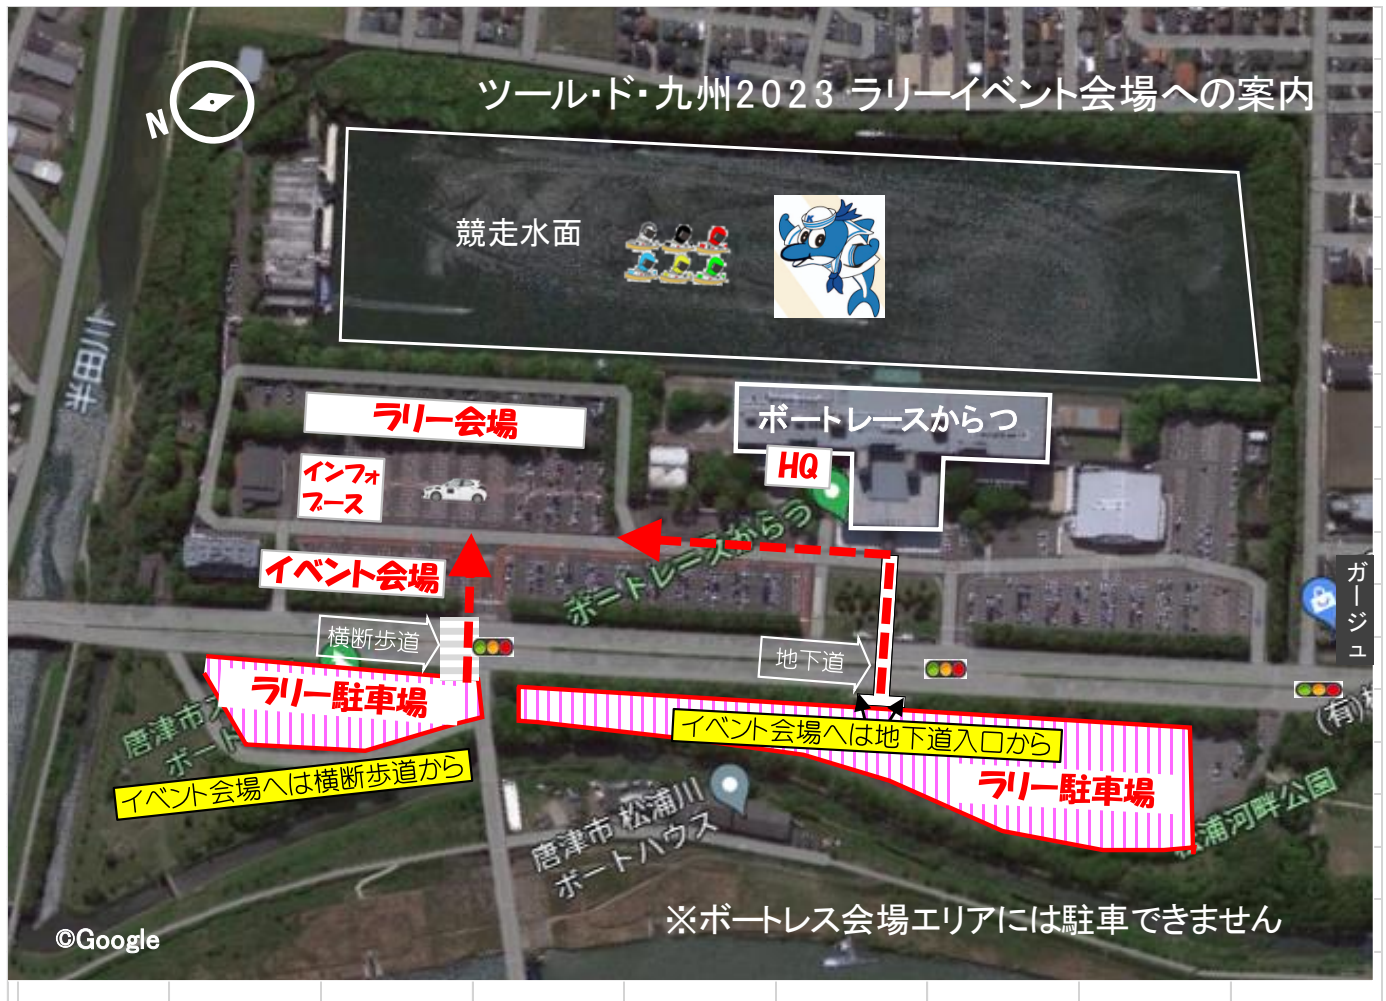 ツール・ド・九州2023 ラリーイベント会場への案内
N
競走水面
井田川
ラリー会場
ボートレースからつ
HQ
インフォ
ブース
ボートレースからつ
イベント会場
ガージュ
横断歩道
地下道
ラリー駐車場
唐津市
ボート
イベント会場へは地下道入口から
(有)
イベント会場へは横断歩道から
ラリー駐車場
唐津市 松浦川
ボートハウス
浦河畔公園
※ボートレス会場エリアには駐車できません
©Google